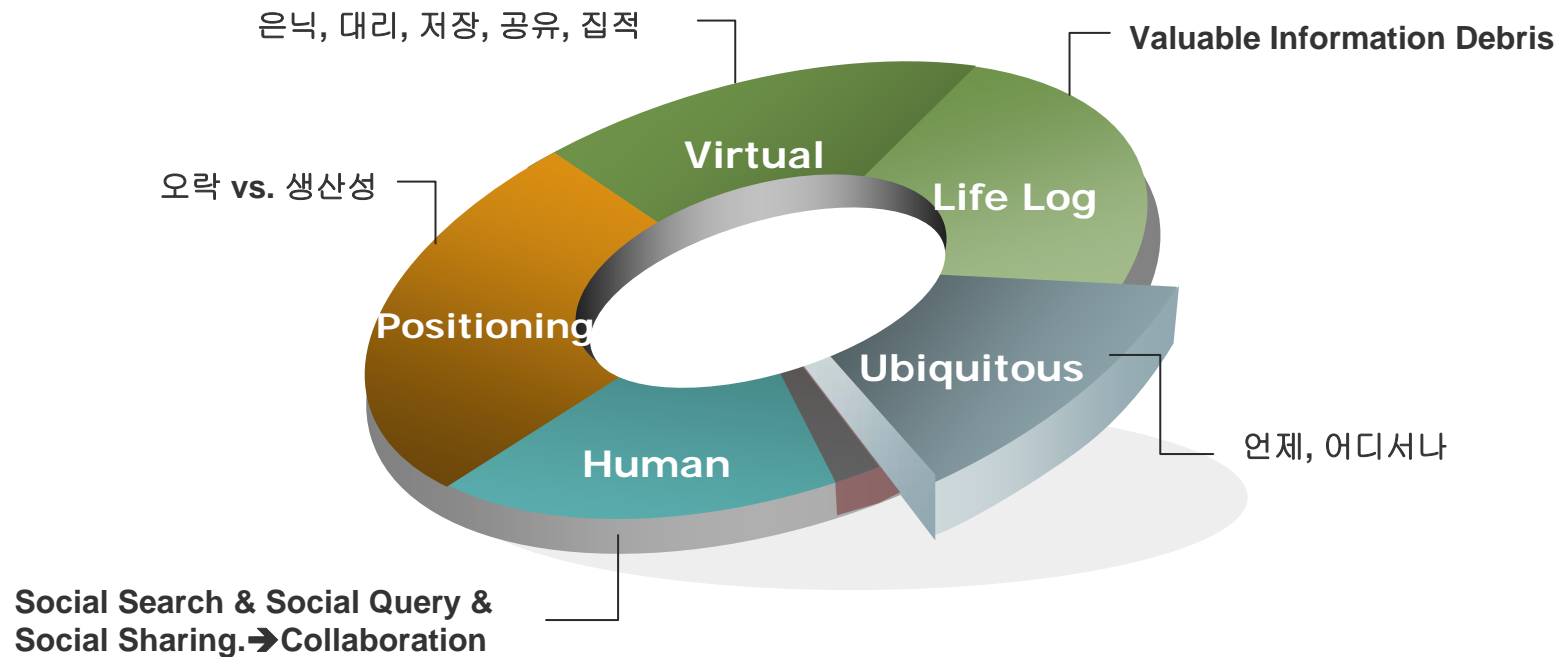 은닉, 대리, 저장, 공유, 집적
Valuable Information Debris
Virtual
오락 vs. 생산성
Life Log
Positioning
Ubiquitous
언제, 어디서나
Human
Social Search & Social Query &
Social Sharing.➔Collaboration